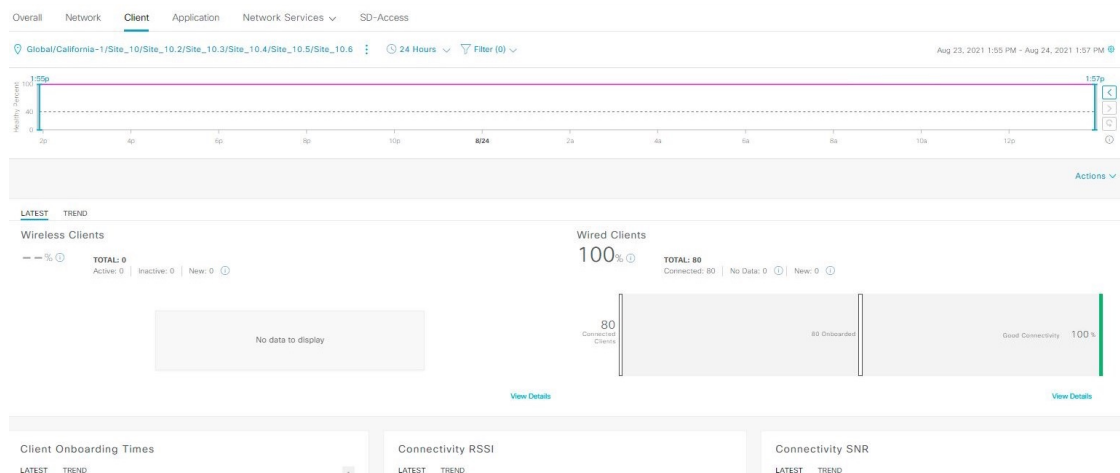 Overall Network Client Application Network Services SD-Access
Global/California-1/Site_10/Site_10.2/Site_10.3/Site_10.4/Site_10.5/Site_10.6 24 Hours Filter (0) Aug 23, 2021 1:55 PM - Aug 24, 2021 1:57 PM
1:55p 1:57p
Healthy Percent
100
40
0
2p 4p 6p 8p 10p 8/24 2a 4a 6a 8a 10a 12p
Actions
LATEST TREND
Wireless Clients
--%
TOTAL: 0
Active: 0 | Inactive: 0 | New: 0
No data to display
View Details
Wired Clients
100%
TOTAL: 80
Connected: 80 | No Data: 0 | New: 0
80
Connected
Clients
80 Onboarded
Good Connectivity 100%
View Details
Client Onboarding Times
LATEST TREND
Connectivity RSSI
LATEST TREND
Connectivity SNR
LATEST TREND